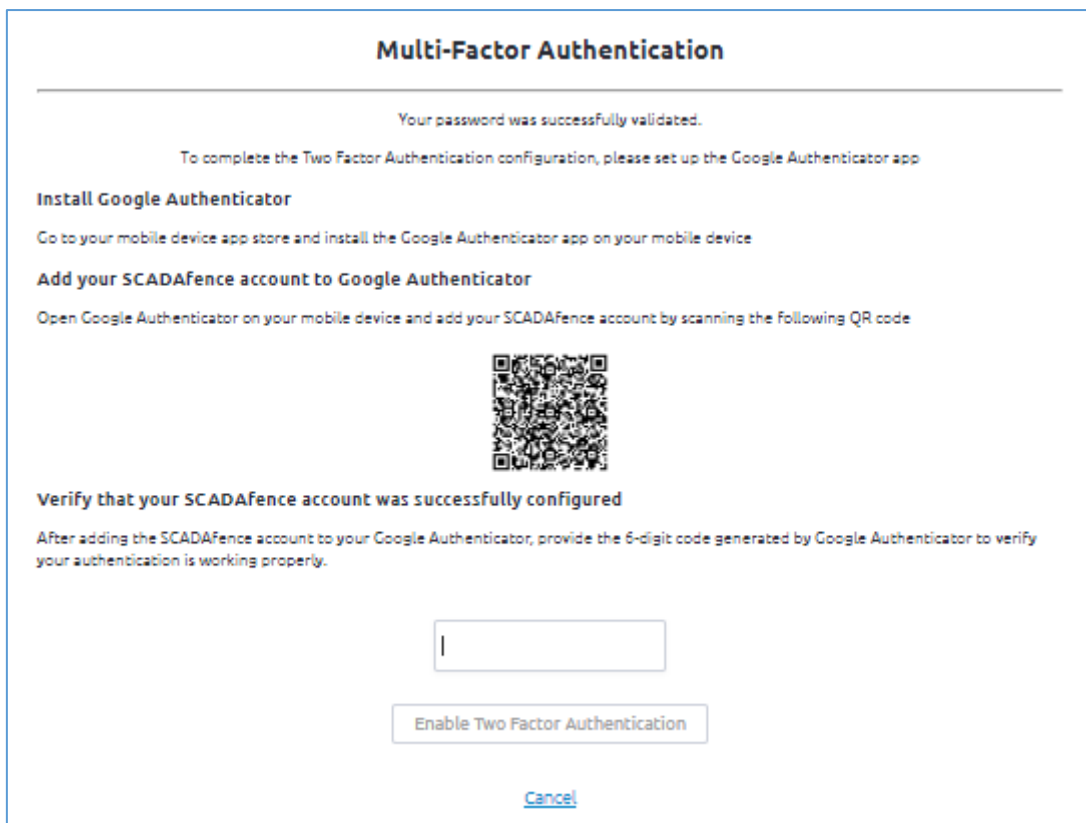 Multi-Factor Authentication
Your password was successfully validated.
To complete the Two Factor Authentication configuration, please set up the Google Authenticator app
Install Google Authenticator
Go to your mobile device app store and install the Google Authenticator app on your mobile device
Add your SCADAfence account to Google Authenticator
Open Google Authenticator on your mobile device and add your SCADAfence account by scanning the following QR code
Verify that your SCADAfence account was successfully configured
After adding the SCADAfence account to your Google Authenticator, provide the 6-digit code generated by Google Authenticator to verify
your authentication is working properly.
Enable Two Factor Authentication
Cancel